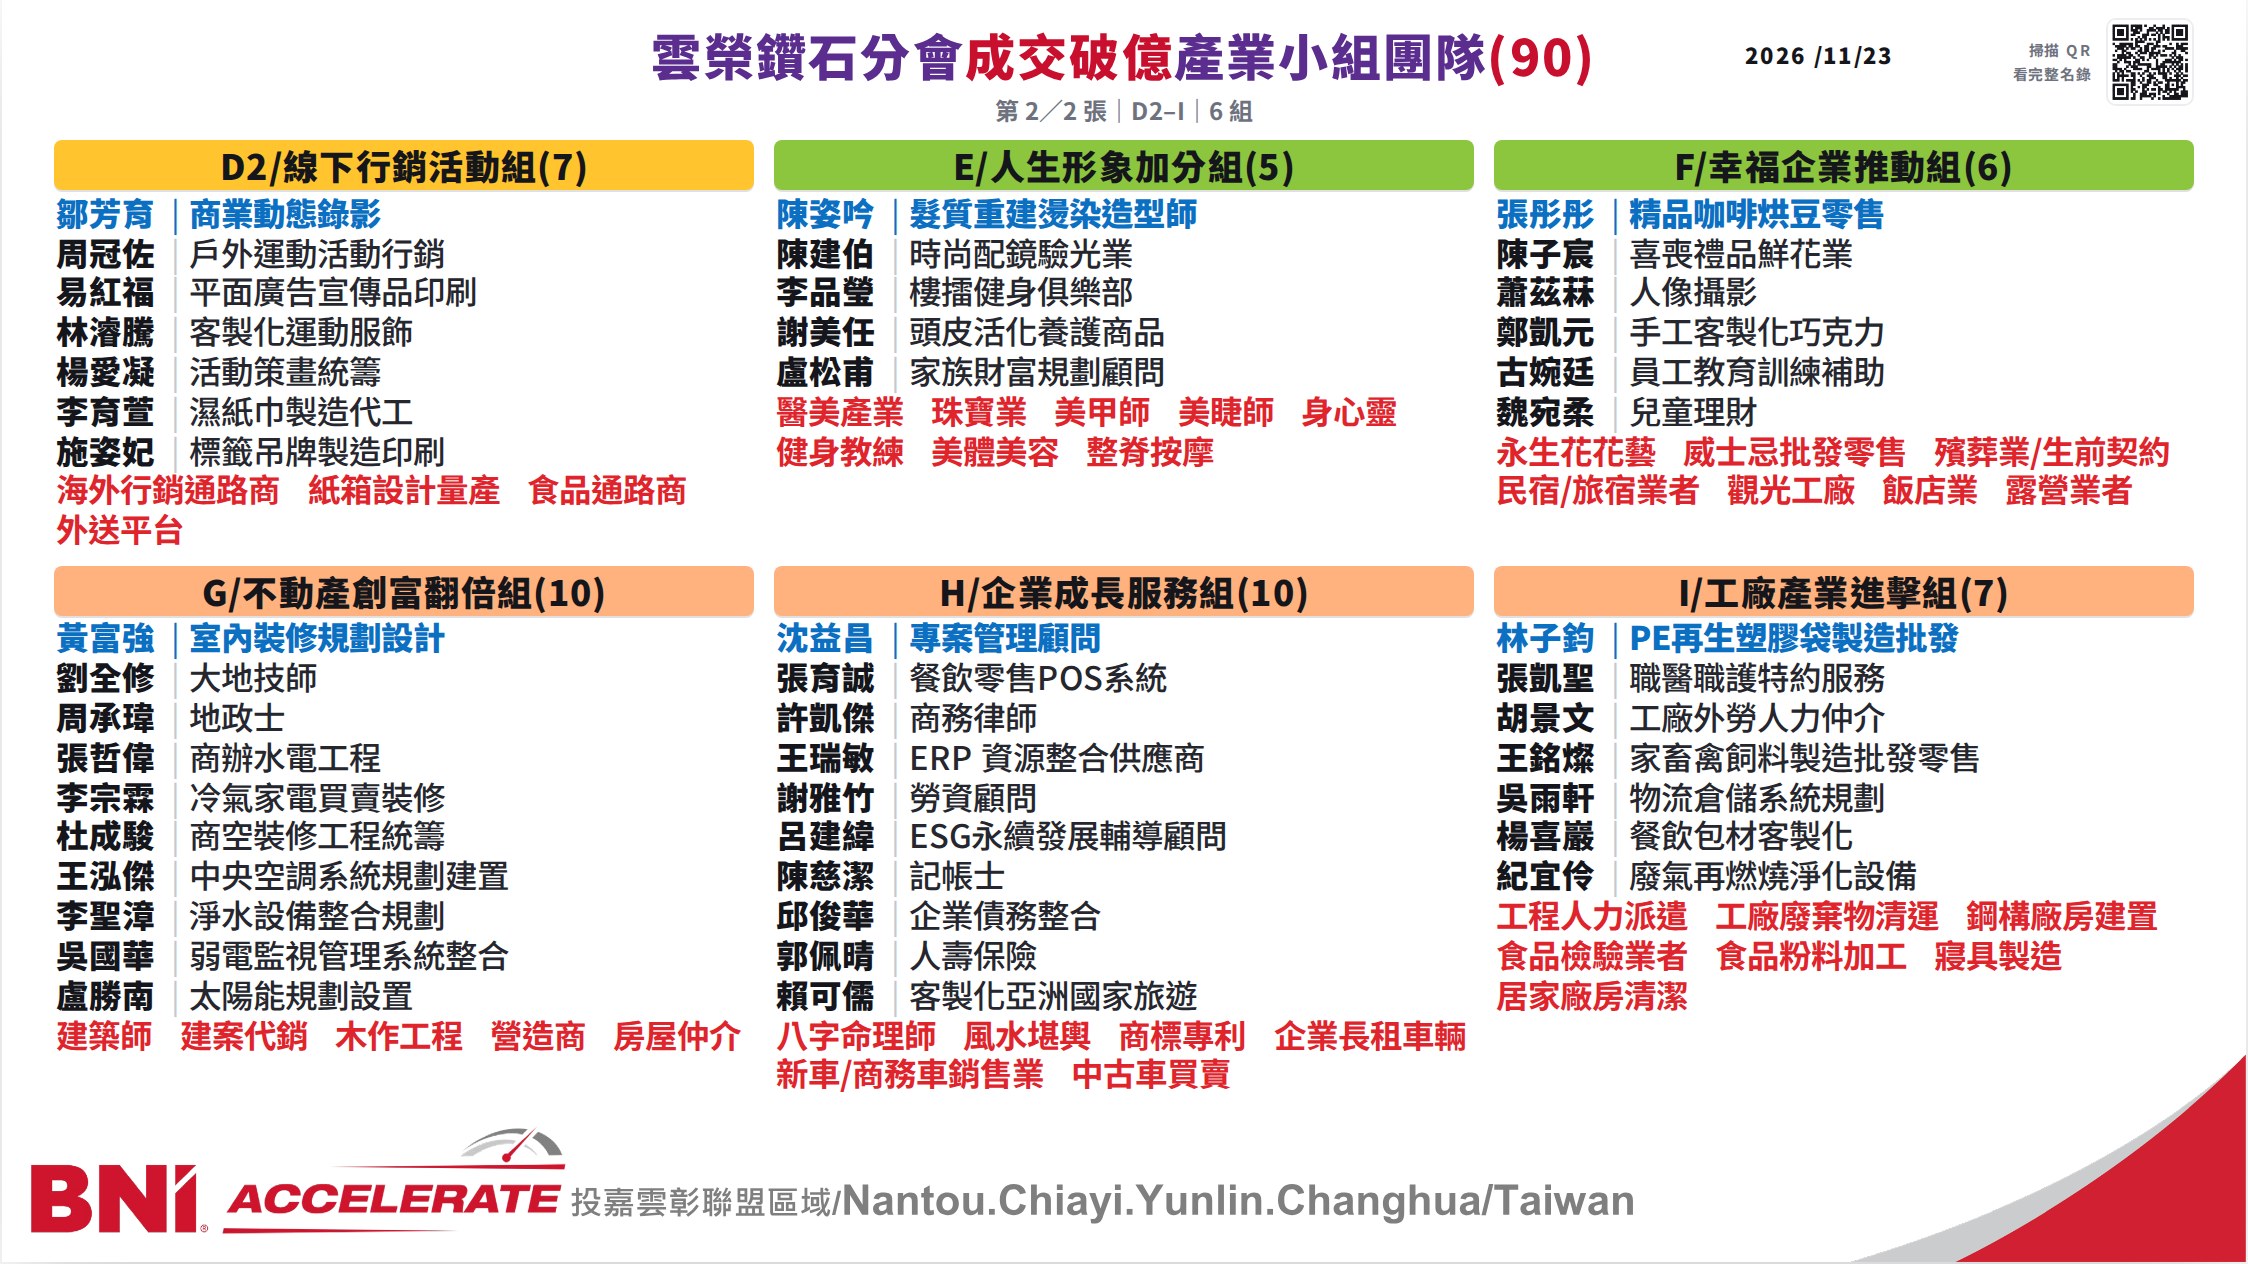 雲榮鑽石分會成交破億產業小組團隊(90)
2026 /11/23
掃描 QR
看完整名錄
第 2／2 張｜D2–I｜6 組
D2/線下行銷活動組(7)
鄒芳育｜商業動態錄影
周冠佐｜戶外運動活動行銷
易紅福｜平面廣告宣傳品印刷
林濬騰｜客製化運動服飾
楊愛凝｜活動策畫統籌
李育萱｜濕紙巾製造代工
施姿妃｜標籤吊牌製造印刷
海外行銷通路商 紙箱設計量產 食品通路商
外送平台
E/人生形象加分組(5)
陳姿吟｜髮質重建燙染造型師
陳建伯｜時尚配鏡驗光業
李品瑩｜樓擂健身俱樂部
謝美任｜頭皮活化養護商品
盧松甫｜家族財富規劃顧問
醫美產業 珠寶業 美甲師 美睫師 身心靈
健身教練 美體美容 整脊按摩
F/幸福企業推動組(6)
張彤彤｜精品咖啡烘豆零售
陳子宸｜喜喪禮品鮮花業
蕭茲菻｜人像攝影
鄭凱元｜手工客製化巧克力
古婉廷｜員工教育訓練補助
魏宛柔｜兒童理財
永生花花藝 威士忌批發零售 殯葬業/生前契約
民宿/旅宿業者 觀光工廠 飯店業 露營業者
G/不動產創富翻倍組(10)
黃富強｜室內裝修規劃設計
劉全修｜大地技師
周承瑋｜地政士
張哲偉｜商辦水電工程
李宗霖｜冷氣家電買賣裝修
杜成駿｜商空裝修工程統籌
王泓傑｜中央空調系統規劃建置
李聖漳｜淨水設備整合規劃
吳國華｜弱電監視管理系統整合
盧勝南｜太陽能規劃設置
建築師 建案代銷 木作工程 營造商 房屋仲介
H/企業成長服務組(10)
沈益昌｜專案管理顧問
張育誠｜餐飲零售POS系統
許凱傑｜商務律師
王瑞敏｜ERP 資源整合供應商
謝雅竹｜勞資顧問
呂建緯｜ESG永續發展輔導顧問
陳慈潔｜記帳士
邱俊華｜企業債務整合
郭佩晴｜人壽保險
賴可儒｜客製化亞洲國家旅遊
八字命理師 風水堪輿 商標專利 企業長租車輛
新車/商務車銷售業 中古車買賣
I/工廠產業進擊組(7)
林子鈞｜PE再生塑膠袋製造批發
張凱聖｜職醫職護特約服務
胡景文｜工廠外勞人力仲介
王銘燦｜家畜禽飼料製造批發零售
吳雨軒｜物流倉儲系統規劃
楊喜巖｜餐飲包材客製化
紀宜伶｜廢氣再燃燒淨化設備
工程人力派遣 工廠廢棄物清運 鋼構廠房建置
食品檢驗業者 食品粉料加工 寢具製造
居家廠房清潔
BNI® ACCELERATE 投嘉雲彰聯盟區域/Nantou.Chiayi.Yunlin.Changhua/Taiwan